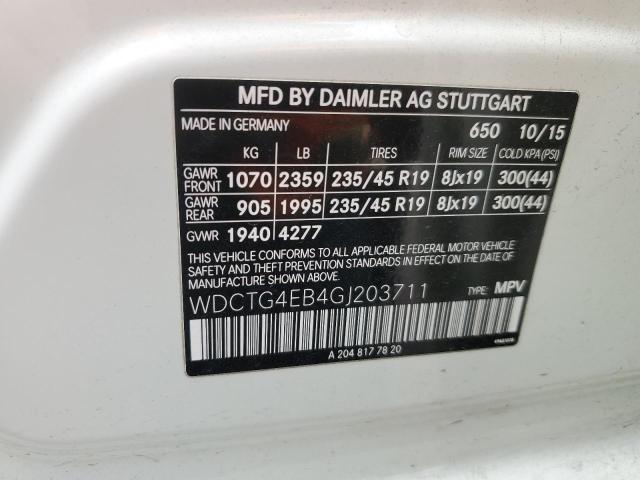 MFD BY DAIMLER AG STUTTGART
MADE IN GERMANY 650 10/15
KG LB TIRES RIM SIZE COLD KPA(PSI)
GAWR FRONT 1070 2359 235/45 R19 8Jx19 300(44)
GAWR REAR 905 1995 235/45 R19 8Jx19 300(44)
GVWR 1940 4277
THIS VEHICLE CONFORMS TO ALL APPLICABLE FEDERAL MOTOR VEHICLE
SAFETY AND THEFT PREVENTION STANDARDS IN EFFECT ON THE DATE OF
MANUFACTURE SHOWN ABOVE.
WDCTG4EB4GJ203711 TYPE: MPV
A 204 817 78 20